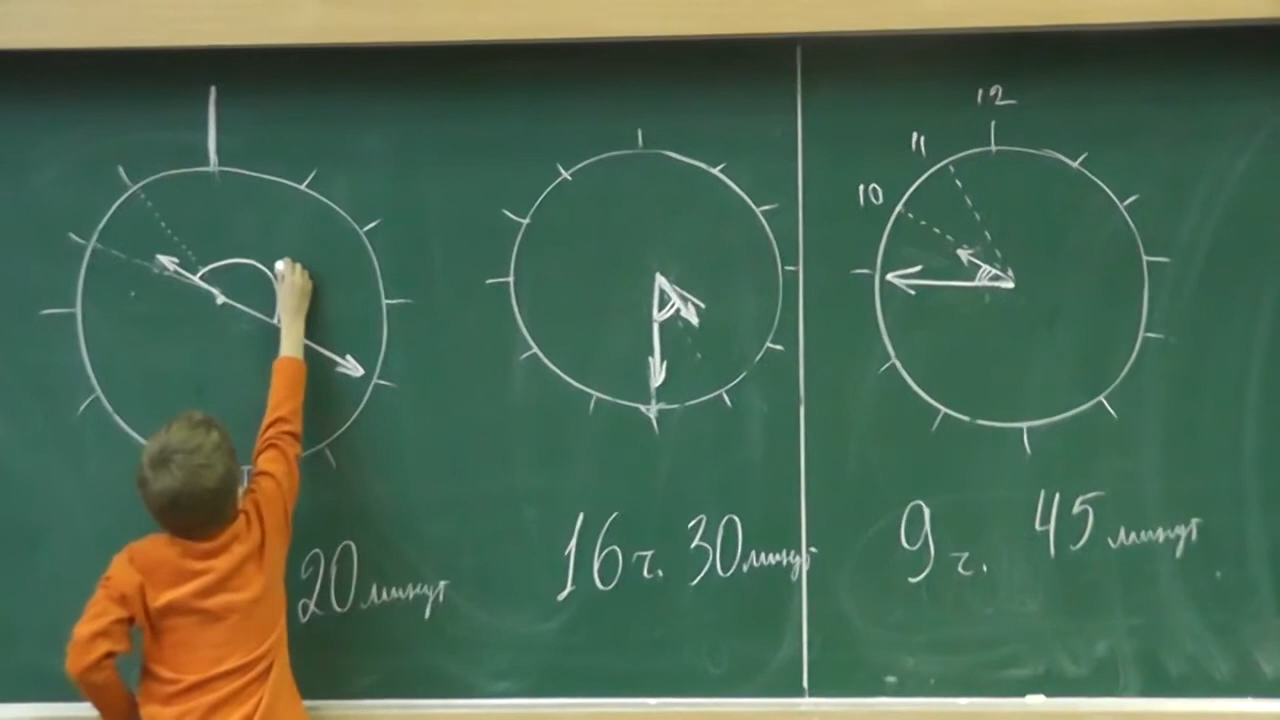 12
11
10
20 минут
16 ч. 30 минут
9 ч. 45 минут